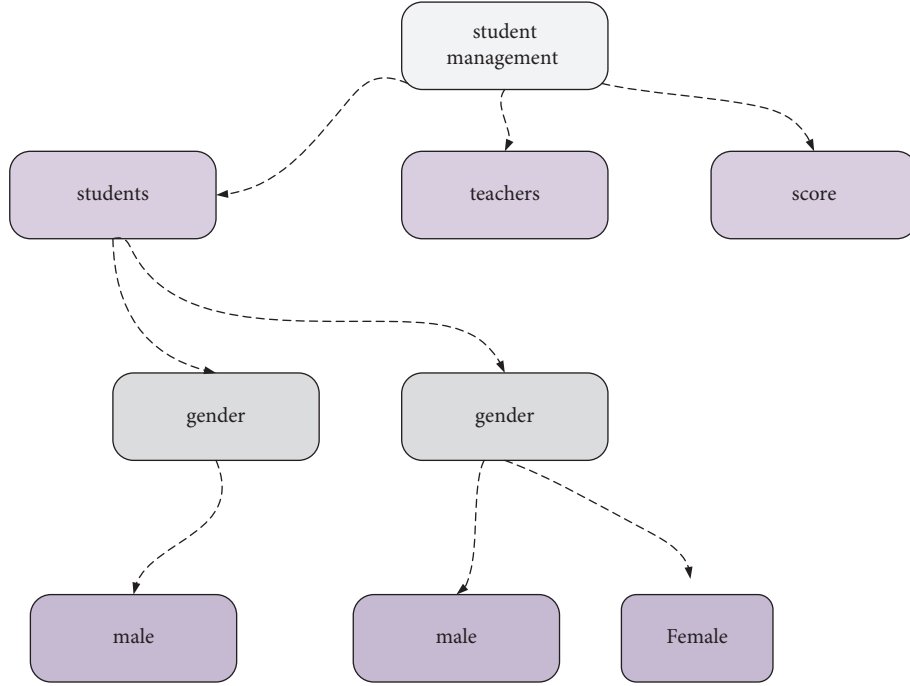 student
management
students
teachers
score
gender
gender
male
male
Female